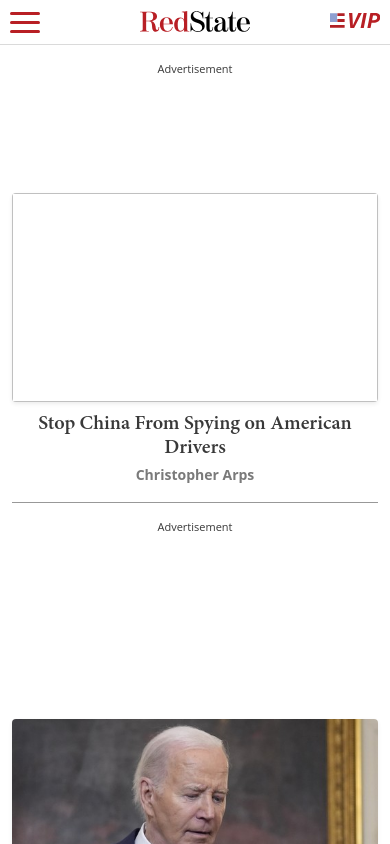 RedState
VIP
Advertisement
Stop China From Spying on American
Drivers
Christopher Arps
Advertisement